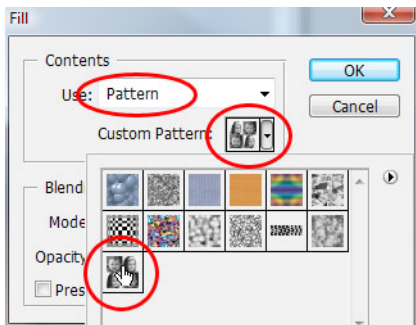 Fill
Contents
Use: Pattern
OK
Cancel
Custom Pattern:
Blend
Mode
Opacity
Pres